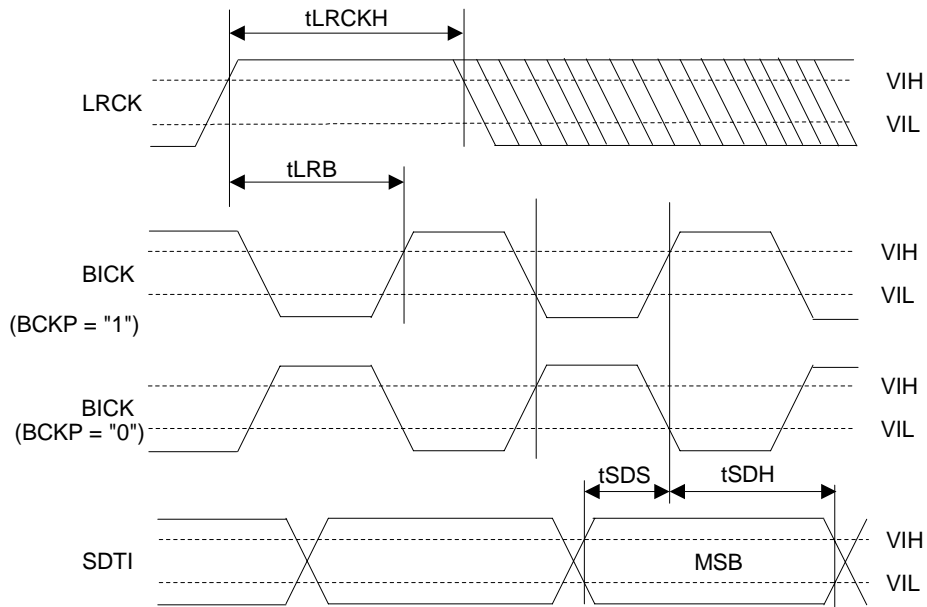 tLRCKH
LRCK
VIH
VIL
tLRB
BICK
(BCKP = "1")
VIH
VIL
BICK
(BCKP = "0")
VIH
VIL
tSDS
tSDH
SDTI
MSB
VIH
VIL